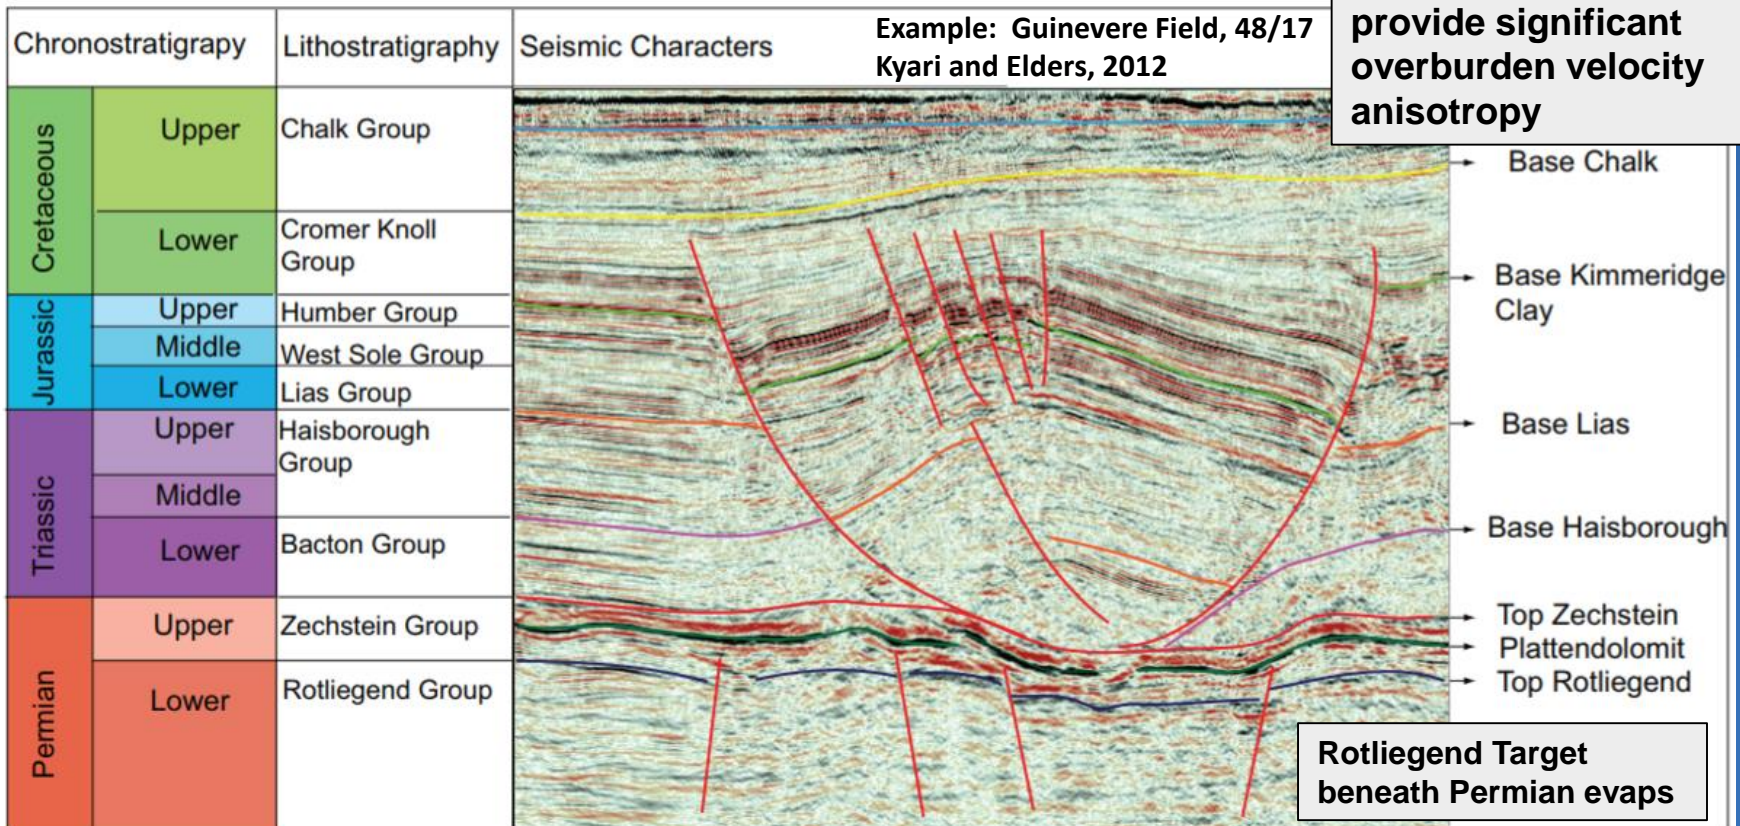 provide significant
overburden velocity
anisotropy
Example: Guinevere Field, 48/17
Kyari and Elders, 2012
Chronostratigrapy
Lithostratigraphy
Seismic Characters
Cretaceous
Upper
Chalk Group
Lower
Cromer Knoll
Group
Jurassic
Upper
Humber Group
Middle
West Sole Group
Lower
Lias Group
Triassic
Upper
Haisborough
Group
Middle
Lower
Bacton Group
Permian
Upper
Zechstein Group
Lower
Rotliegend Group
Base Chalk
Base Kimmeridge
Clay
Base Lias
Base Haisborough
Top Zechstein
Plattendolomit
Top Rotliegend
Rotliegend Target
beneath Permian evaps